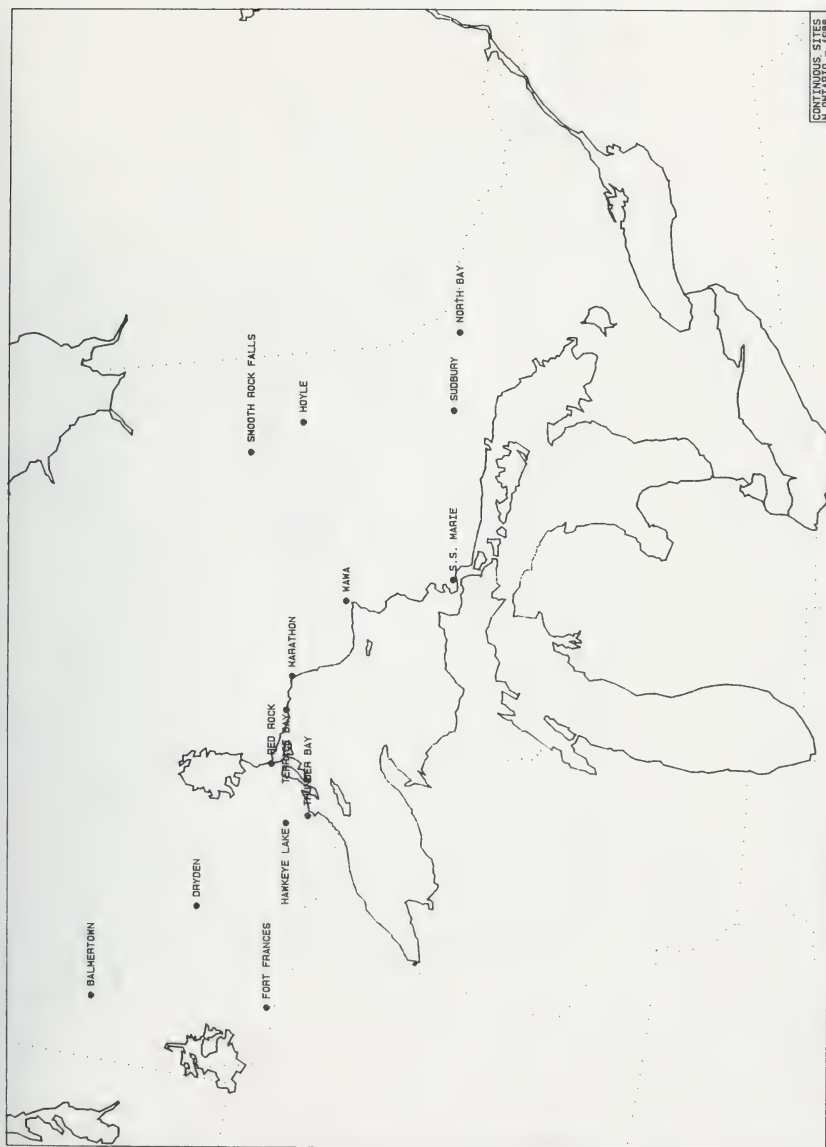 BALMERTOWN
DRYDEN
SMOOTH ROCK FALLS
FORT FRANCES
RED ROCK
HAWKEYE LAKE
TERRACE BAY
MARATHON
HOYLE
THUNDER BAY
WAWA
S.S. MARIE
SUDBURY
NORTH BAY
CONTINUOUS SITES
ONTARIO